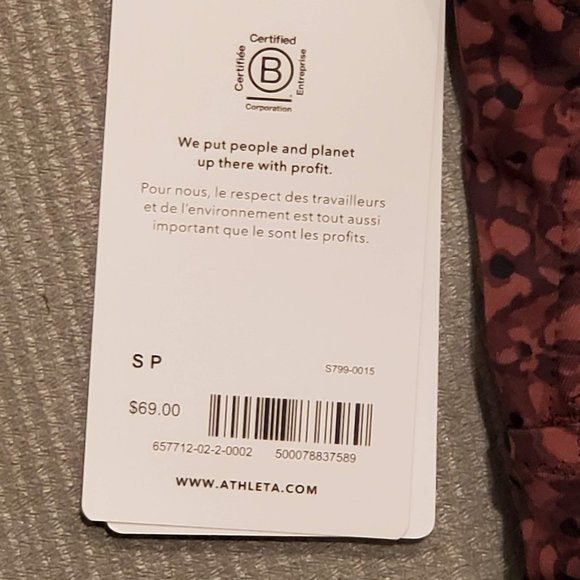 Certified
Certifiée
B
Entreprise
Corporation
We put people and planet
up there with profit.
Pour nous, le respect des travailleurs
et de l'environnement est tout aussi
important que le sont les profits.
S P
S799-0015
$69.00
657712-02-2-0002 500078837589
WWW.ATHLETA.COM